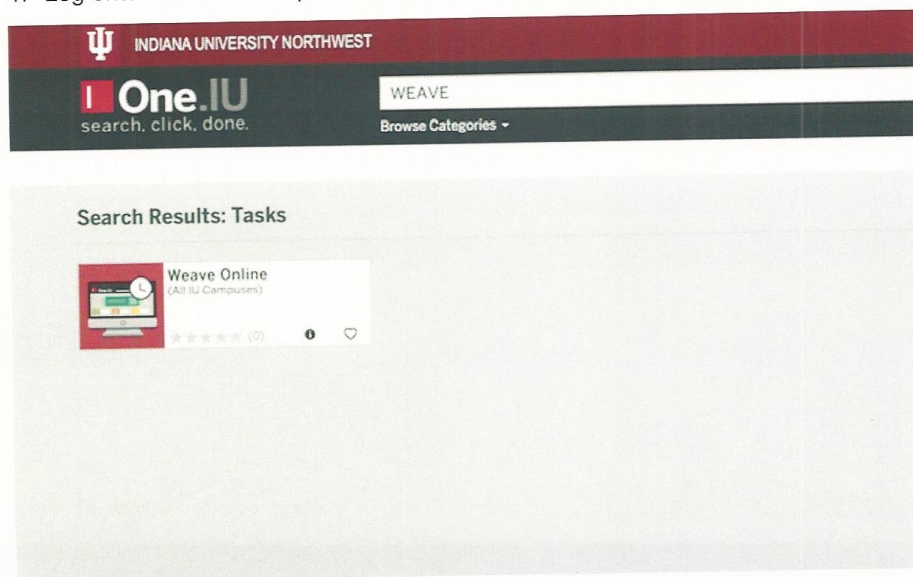 INDIANA UNIVERSITY NORTHWEST
One.IU
search. click. done.
WEAVE
Browse Categories
Search Results: Tasks
Weave Online
(All IU Campuses)
(0)